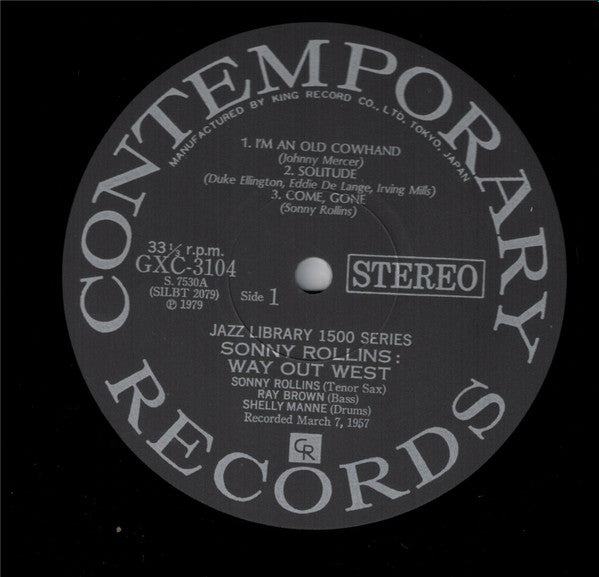 CONTEMPORARY
MANUFACTURED BY KING RECORD CO., LTD. TOKYO, JAPAN
1. I'M AN OLD COWHAND
(Johnny Mercer)
2. SOLITUDE
(Duke Ellington, Eddie De Lange, Irving Mills)
3. COME, GONE
(Sonny Rollins)
33 1/3 r.p.m.
GXC-3104
S. 7530A
(SILBT 2079)
℗ 1979
Side 1
STEREO
JAZZ LIBRARY 1500 SERIES
SONNY ROLLINS:
WAY OUT WEST
SONNY ROLLINS (Tenor Sax)
RAY BROWN (Bass)
SHELLY MANNE (Drums)
Recorded March 7, 1957
CR
RECORDS